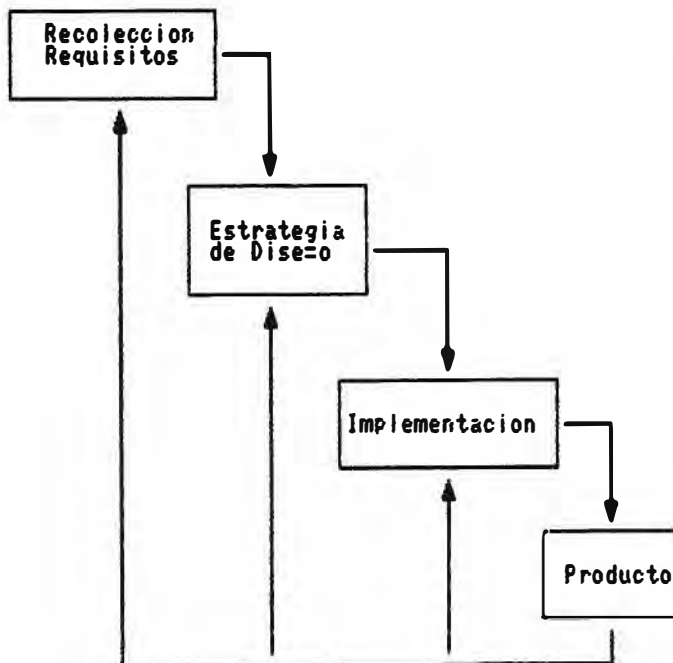 Recoleccion
Requisitos
Estrategia
de Dise=o
Implementacion
Producto